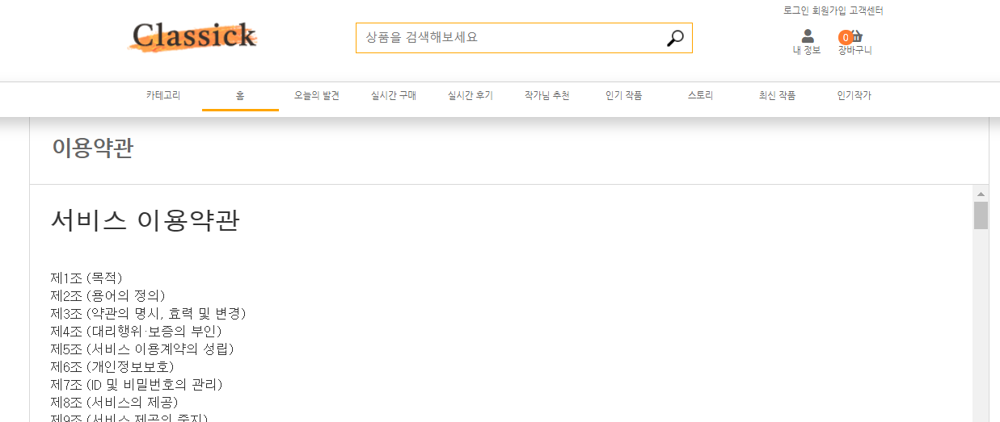 로그인 회원가입 고객센터
Classick
상품을 검색해보세요
0
내 정보 장바구니
카테고리 홈 오늘의 발견 실시간 구매 실시간 후기 작가님 추천 인기 작품 스토리 최신 작품 인기작가
이용약관
서비스 이용약관
제1조 (목적)
제2조 (용어의 정의)
제3조 (약관의 명시, 효력 및 변경)
제4조 (대리행위·보증의 부인)
제5조 (서비스 이용계약의 성립)
제6조 (개인정보보호)
제7조 (ID 및 비밀번호의 관리)
제8조 (서비스의 제공)
제9조 (서비스 제공의 중지)